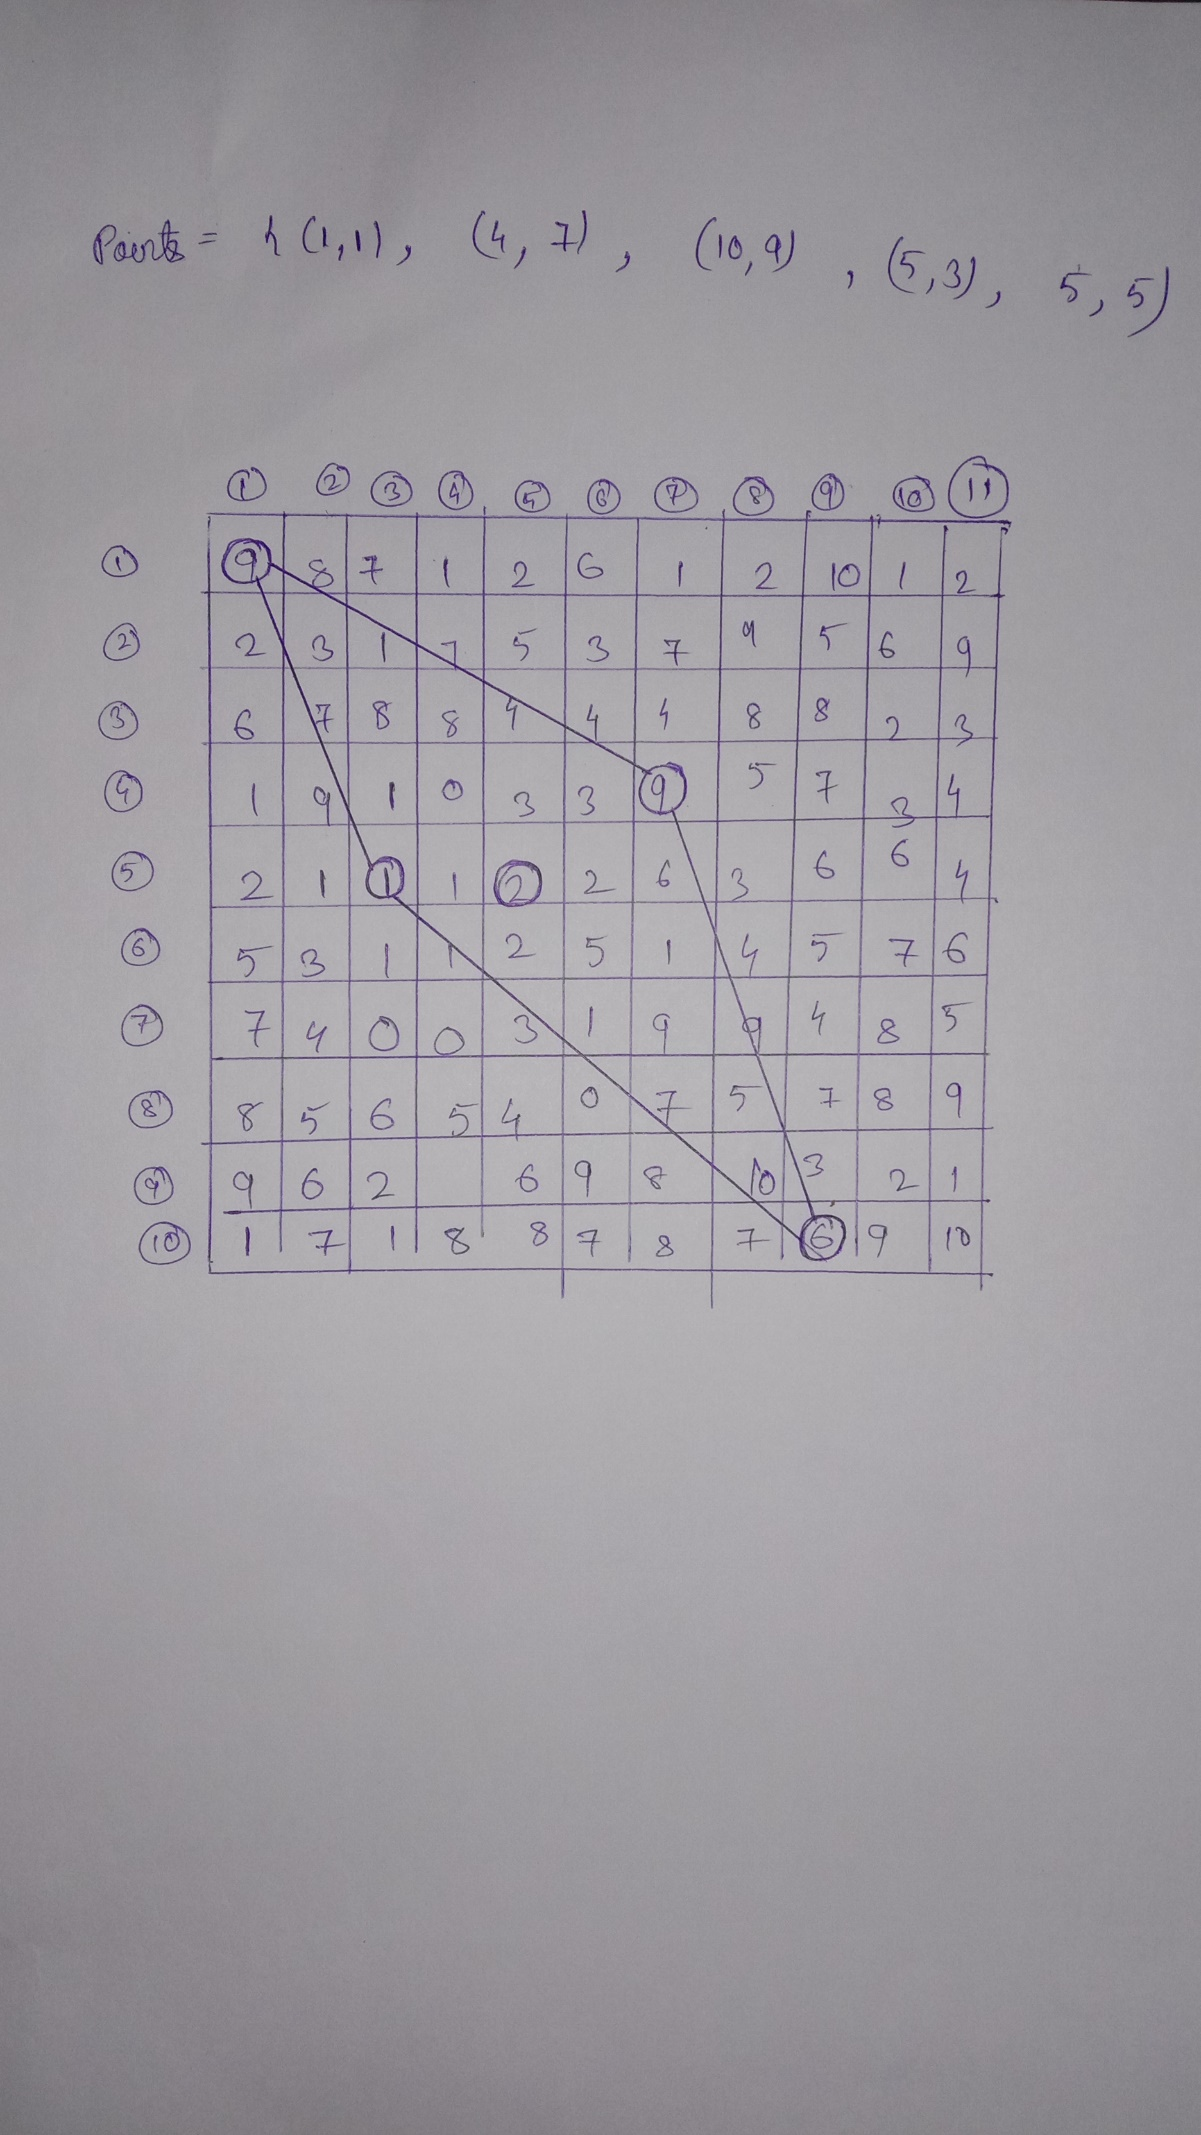 Points = { (1,1), (4, 7), (10,9), (5,3), 5, 5)
1 2 3 4 5 6 7 8 9 10 11
1 9 8 7 1 2 6 1 2 10 1 2
2 2 3 1 7 5 3 7 9 5 6 9
3 6 7 8 8 4 4 4 8 8 2 3
4 1 9 1 0 3 3 9 5 7 3 4
5 2 1 1 1 2 2 6 3 6 6 4
6 5 3 1 1 2 5 1 4 5 7 6
7 7 4 0 0 3 1 9 9 4 8 5
8 8 5 6 5 4 0 7 5 7 8 9
9 9 6 2 6 9 8 10 3 2 1
10 1 7 1 8 8 7 8 7 6 9 10